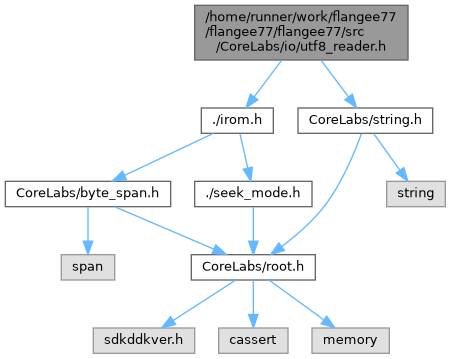 /home/runner/work/flangee77
/flangee77/flangee77/src
/CoreLabs/io/utf8_reader.h
./irom.h
CoreLabs/string.h
CoreLabs/byte_span.h
./seek_mode.h
string
span
CoreLabs/root.h
sdkddkver.h
cassert
memory